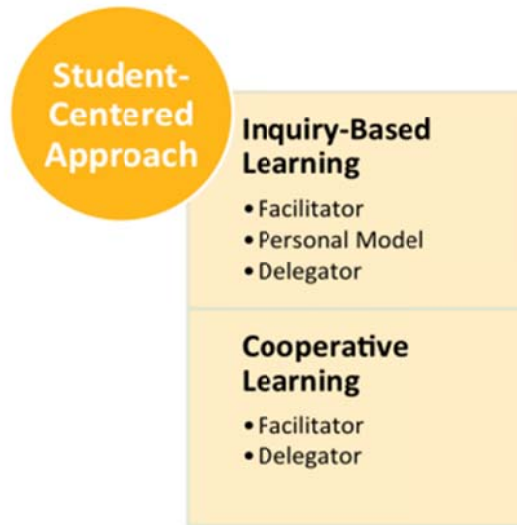 Student-
Centered
Approach
Inquiry-Based
Learning
• Facilitator
• Personal Model
• Delegator
Cooperative
Learning
• Facilitator
• Delegator